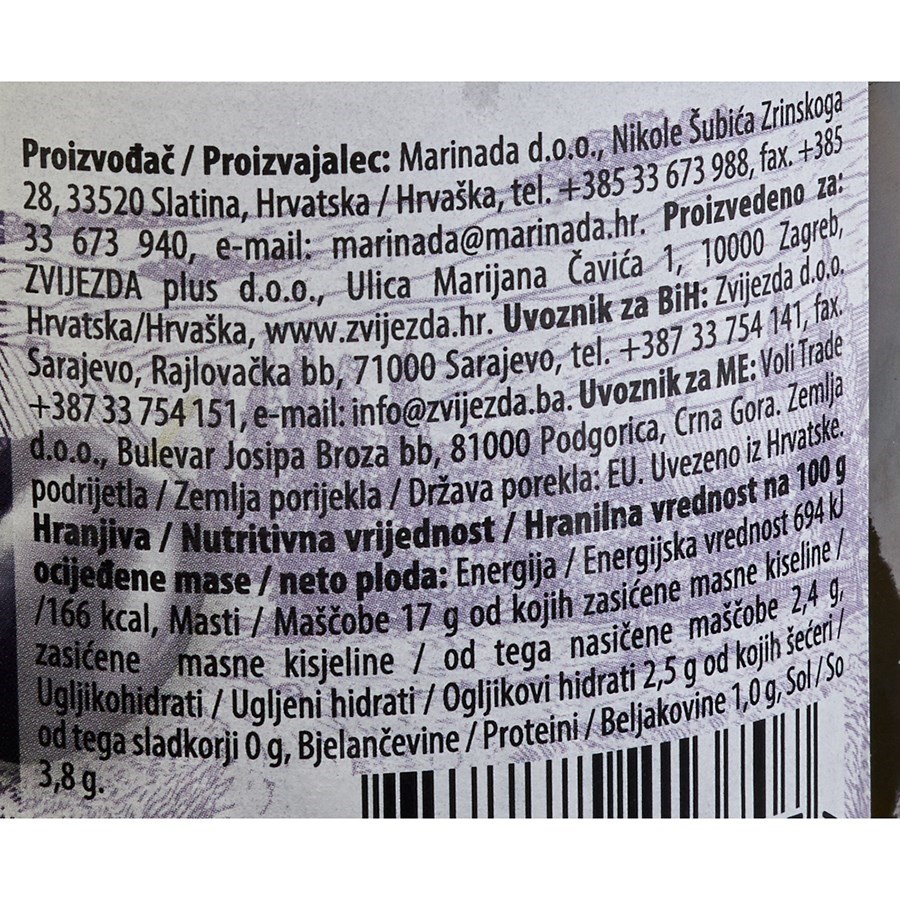 Proizvođač / Proizvajalec: Marinada d.o.o., Nikole Šubića Zrinskoga
28, 33520 Slatina, Hrvatska / Hrvaška, tel. +385 33 673 988, fax. +385
33 673 940, e-mail: marinada@marinada.hr. Proizvedeno za:
ZVIJEZDA plus d.o.o., Ulica Marijana Čavića 1, 10000 Zagreb,
Hrvatska/Hrvaška, www.zvijezda.hr. Uvoznik za BiH: Zvijezda d.o.o.
Sarajevo, Rajlovačka bb, 71000 Sarajevo, tel. +387 33 754 141, fax.
+387 33 754 151, e-mail: info@zvijezda.ba. Uvoznik za ME: Voli Trade
d.o.o., Bulevar Josipa Broza bb, 81000 Podgorica, Crna Gora. Zemlja
podrijetla / Zemlja porijekla / Država porekla: EU. Uvezeno iz Hrvatske.
Hranjiva / Nutritivna vrijednost / Hranilna vrednost na 100 g
ocijeđene mase / neto ploda: Energija / Energijska vrednost 694 kJ
/166 kcal, Masti / Maščobe 17 g od kojih zasićene masne kiseline /
zasićene masne kisjeline / od tega nasičene maščobe 2,4 g,
Ugljikohidrati / Ugljeni hidrati / Ogljikovi hidrati 2,5 g od kojih šećeri /
od tega sladkorji 0 g, Bjelančevine / Proteini / Beljakovine 1,0 g, Sol / So
3,8 g.